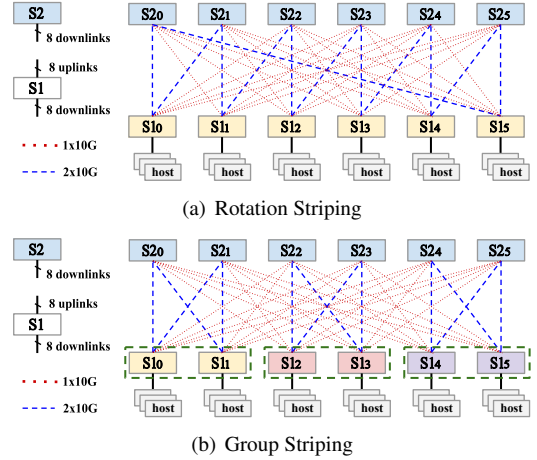 S2
S20 S21 S22 S23 S24 S25
8 downlinks
8 uplinks
S1
8 downlinks
S10 S11 S12 S13 S14 S15
1x10G
2x10G
host host host host host host
(a) Rotation Striping
S2
S20 S21 S22 S23 S24 S25
8 downlinks
8 uplinks
S1
8 downlinks
S10 S11 S12 S13 S14 S15
1x10G
2x10G
host host host host host host
(b) Group Striping